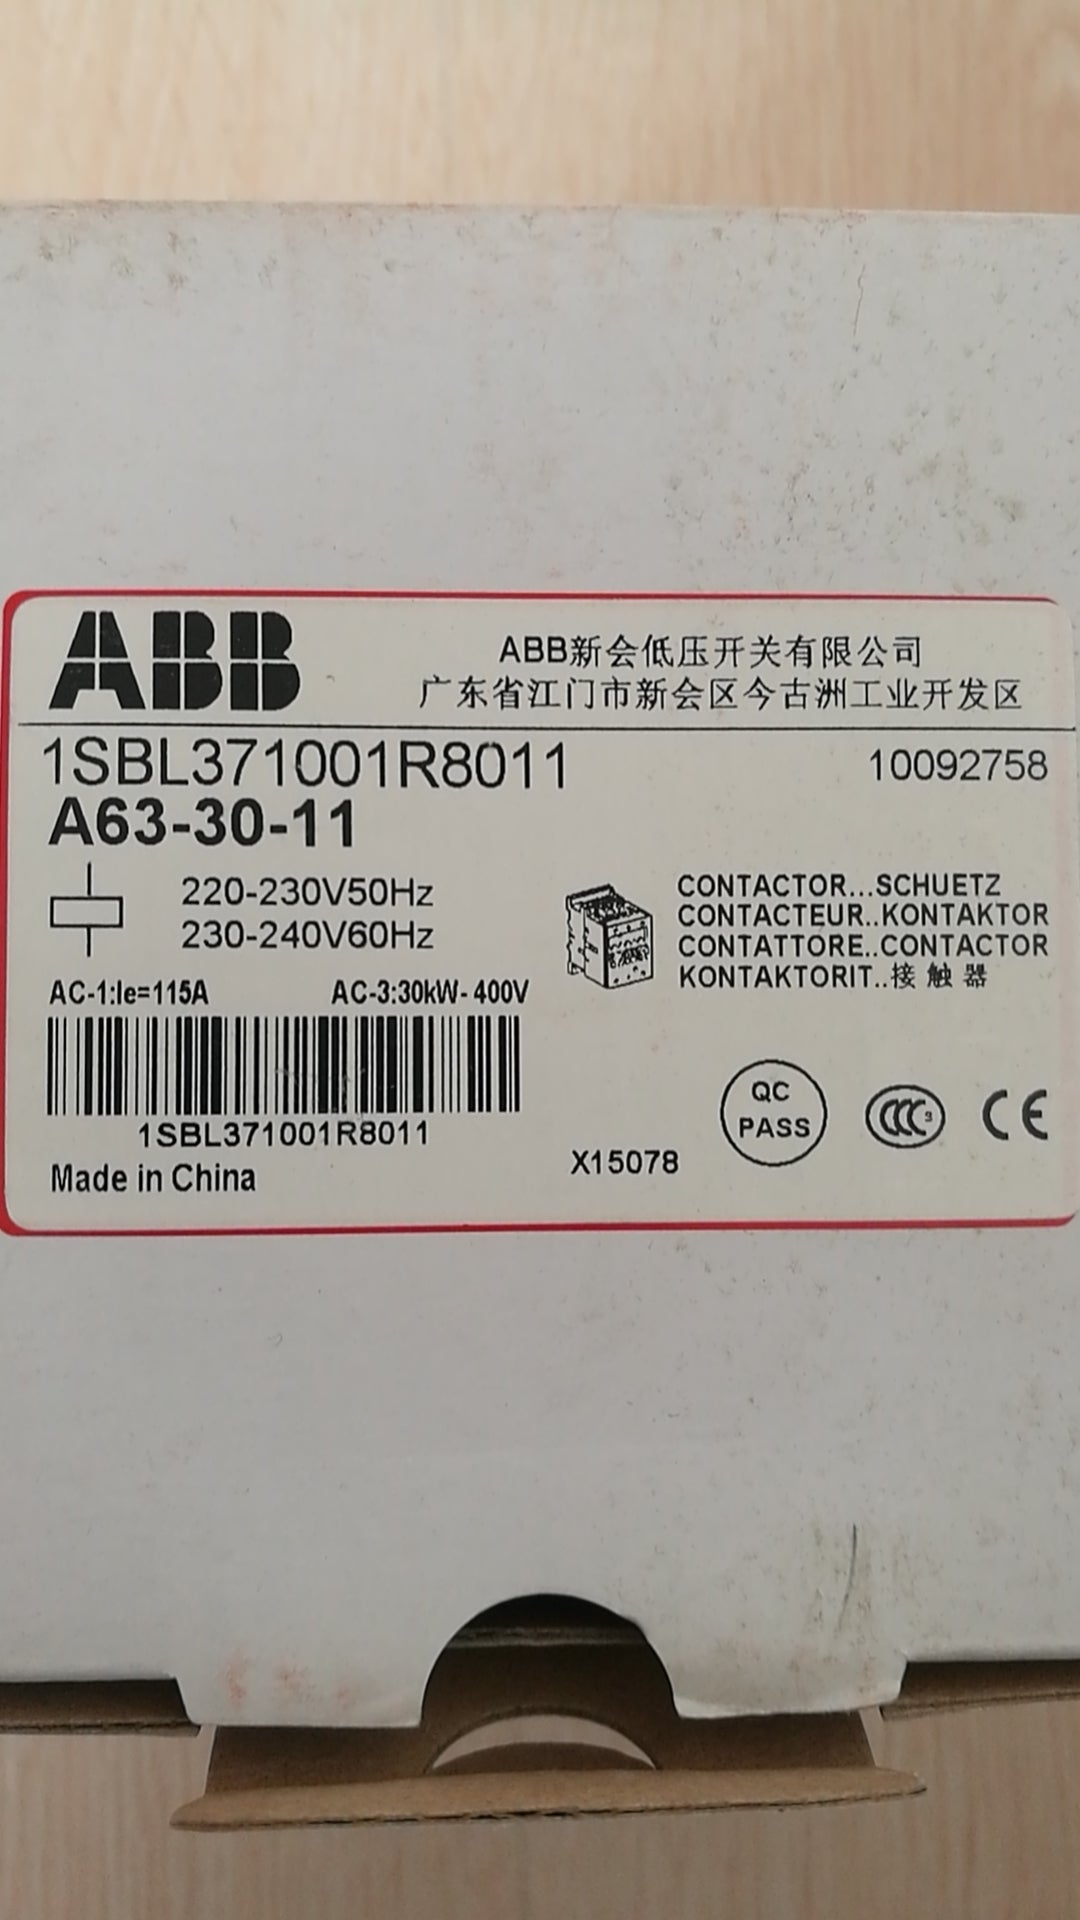 ABB
ABB新会低压开关有限公司
广东省江门市新会区今古洲工业开发区
1SBL371001R8011
10092758
A63-30-11
220-230V50Hz
230-240V60Hz
CONTACTOR...SCHUETZ
CONTACTEUR..KONTAKTOR
CONTATTORE..CONTACTOR
KONTAKTORIT..接触器
AC-1:Ie=115A
AC-3:30kW-400V
1SBL371001R8011
Made in China
X15078
QC
PASS
CCC
3
CE